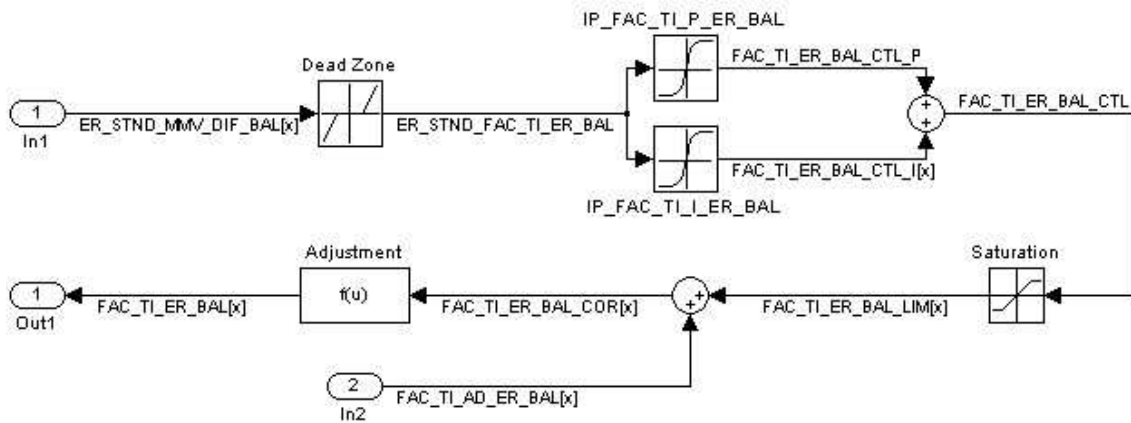 IP_FAC_TI_P_ER_BAL
FAC_TI_ER_BAL_CTL_P
Dead Zone
1
ER_STND_MMV_DIF_BAL[x]
In1
ER_STND_FAC_TI_ER_BAL
+
+
FAC_TI_ER_BAL_CTL
FAC_TI_ER_BAL_CTL_I[x]
IP_FAC_TI_I_ER_BAL
Adjustment
Saturation
1
FAC_TI_ER_BAL[x]
Out1
f(u)
FAC_TI_ER_BAL_COR[x]
+
+
FAC_TI_ER_BAL_LIM[x]
2
FAC_TI_AD_ER_BAL[x]
In2